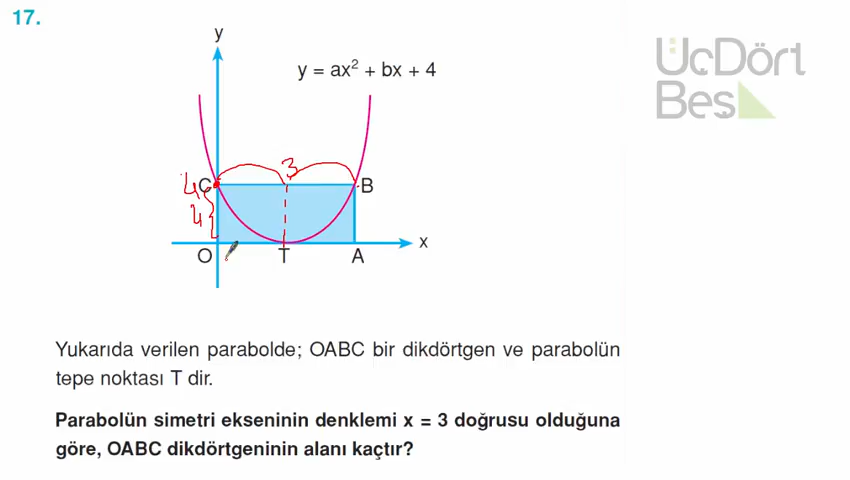 17.
ÜçDört
Beş
y
y = ax² + bx + 4
3
4 C B
4
x
O T A
Yukarıda verilen parabolde; OABC bir dikdörtgen ve parabolün
tepe noktası T dir.
Parabolün simetri ekseninin denklemi x = 3 doğrusu olduğuna
göre, OABC dikdörtgeninin alanı kaçtır?